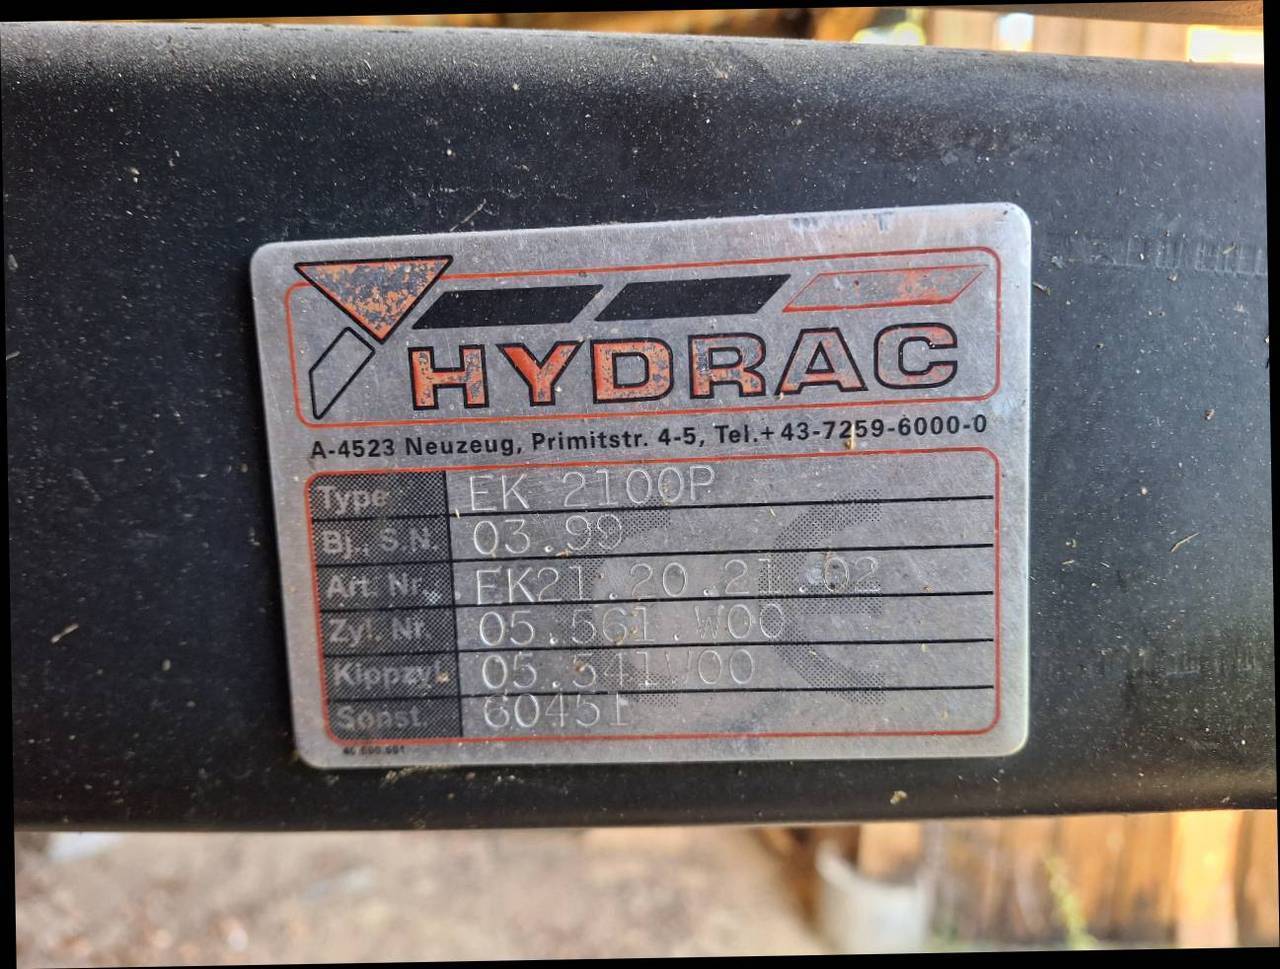 HYDRAC
A-4523 Neuzeug, Primitstr. 4-5, Tel.+43-7259-6000-0
Type EK 2100P
Bj., S.N. 03.99
Art. Nr. EK21.20.21.02
Zyl. Nr. 05.561.W00
Kippzyl. 05.541W00
Sonst. 60451
CE